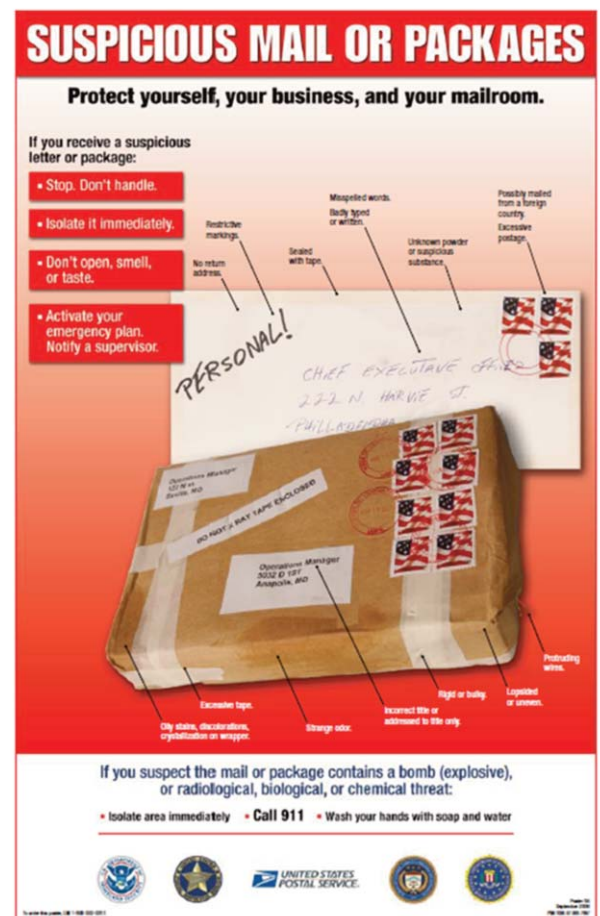 SUSPICIOUS MAIL OR PACKAGES
Protect yourself, your business, and your mailroom.
If you receive a suspicious
letter or package:
• Stop. Don't handle.
• Isolate it immediately.
• Don't open, smell,
or taste.
• Activate your
emergency plan.
Notify a supervisor.
No return
address.
Restrictive
markings.
Sealed
with tape.
Misspelled words.
Badly typed
or written.
Unknown powder
or suspicious
substance.
Possibly mailed
from a foreign
country.
Excessive
postage.
PERSONAL!
CHIEF EXECUTAVE OFFICE
222 N. HARVIE ST.
Operations Manager
DO NOT X RAY TAPE ENCLOSED
Operations Manager
5032 D 1ST
Anapolis, MD
Oily stains, discolorations,
crystallization on wrapper.
Excessive tape.
Strange odor.
Incorrect title or
addressed to title only.
Rigid or bulky.
Lopsided
or uneven.
Protruding
wires.
If you suspect the mail or package contains a bomb (explosive),
or radiological, biological, or chemical threat:
• Isolate area immediately • Call 911 • Wash your hands with soap and water
UNITED STATES
POSTAL SERVICE